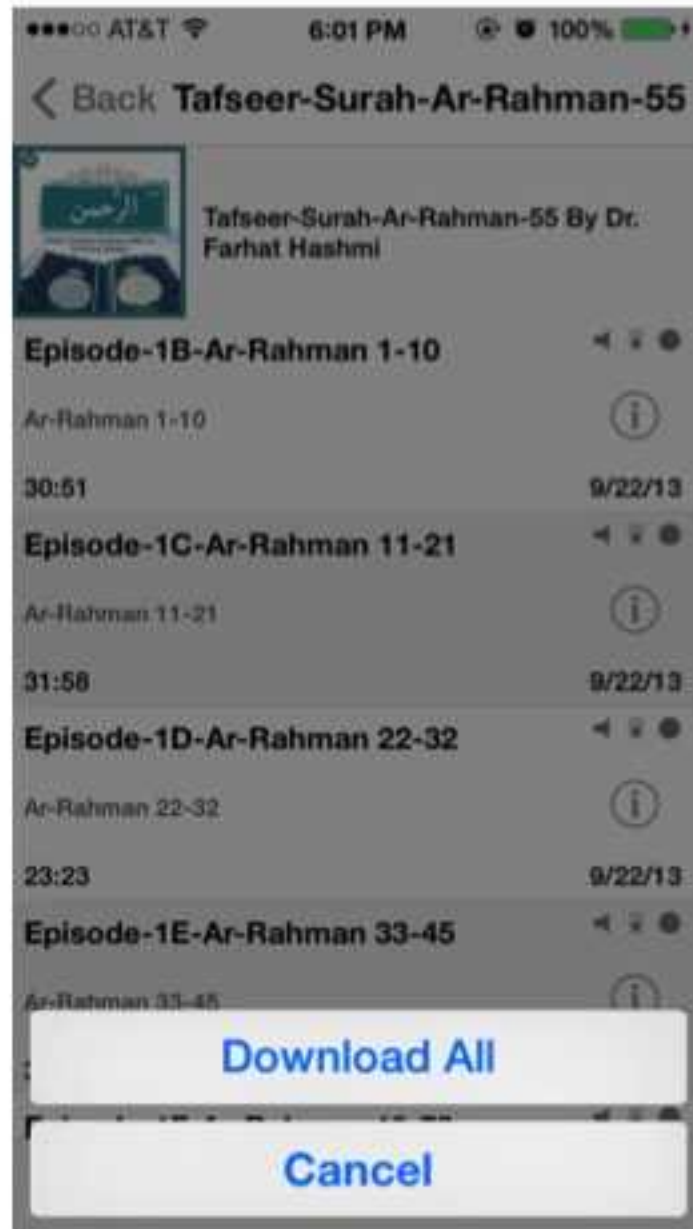 AT&T 6:01 PM 100%
Back Tafseer-Surah-Ar-Rahman-55
الرحمن
Tafseer-Surah-Ar-Rahman-55 By Dr.
Farhat Hashmi
Episode-1B-Ar-Rahman 1-10
Ar-Rahman 1-10
30:51 9/22/13
Episode-1C-Ar-Rahman 11-21
Ar-Rahman 11-21
31:58 9/22/13
Episode-1D-Ar-Rahman 22-32
Ar-Rahman 22-32
23:23 9/22/13
Episode-1E-Ar-Rahman 33-45
Ar-Rahman 33-45
Download All
Cancel